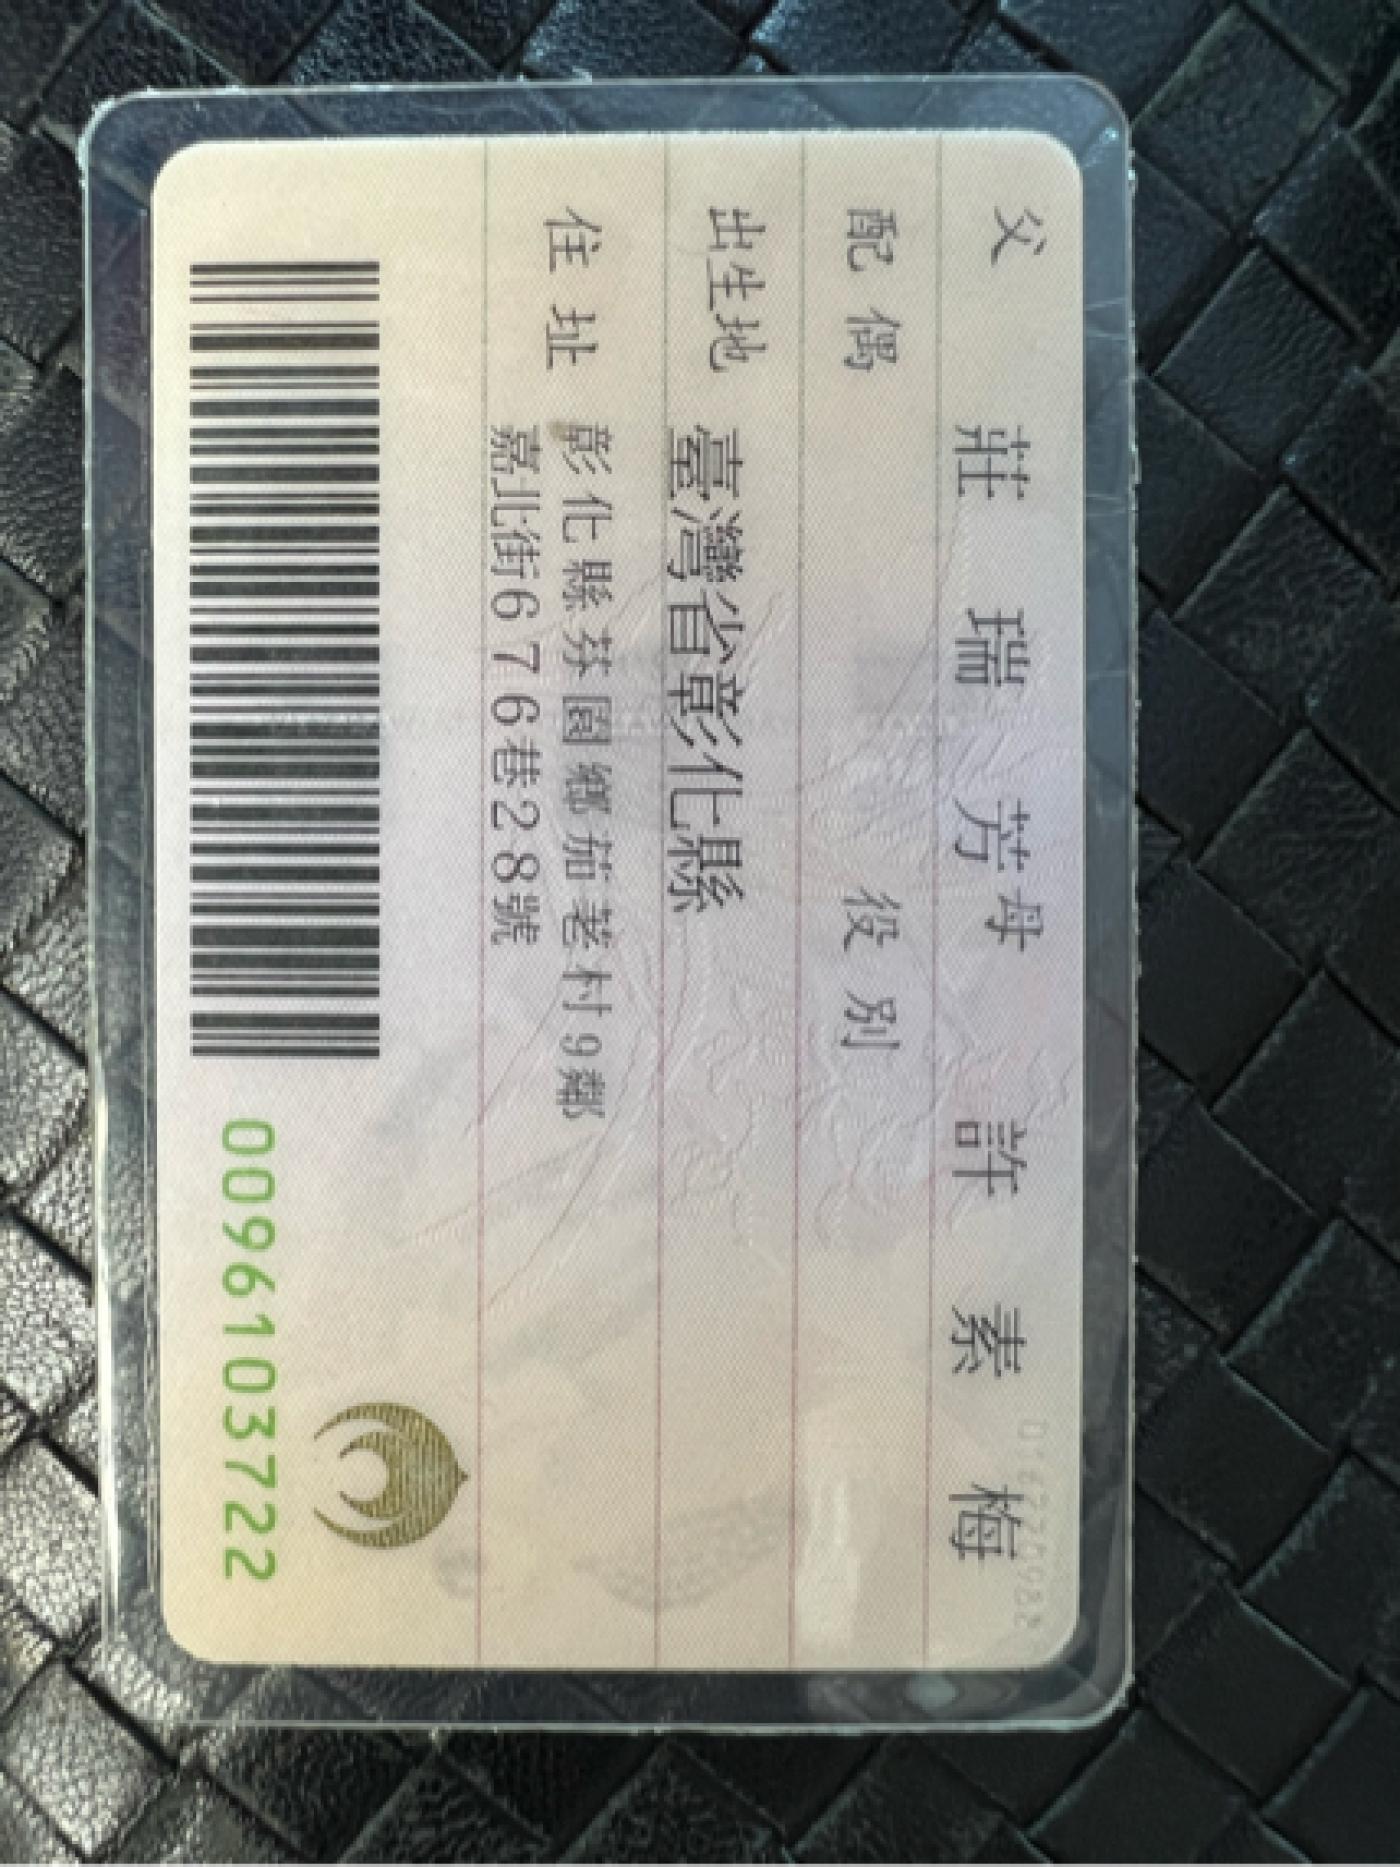 父 莊瑞芳 母 許素梅
配偶 役別
出生地 臺灣省彰化縣
住址 彰化縣芬園鄉茄荖村9鄰
嘉北街676巷28號
0096103722